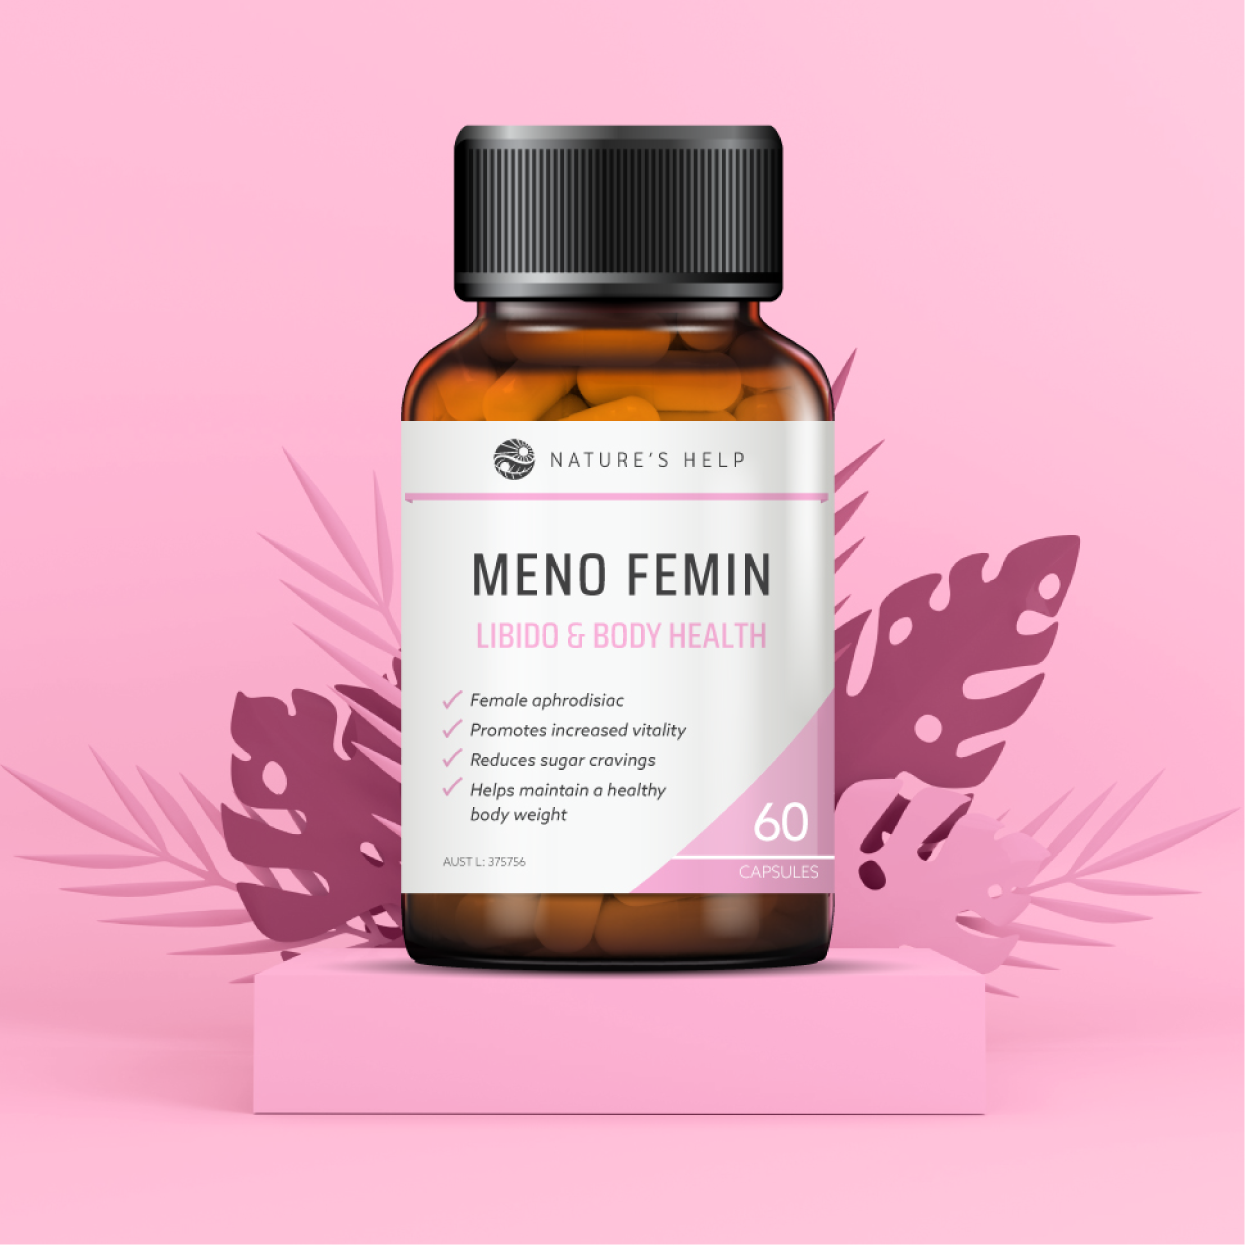 NATURE'S HELP
MENO FEMIN
LIBIDO & BODY HEALTH
Female aphrodisiac
Promotes increased vitality
Reduces sugar cravings
Helps maintain a healthy
body weight
60
CAPSULES
AUST L: 375756